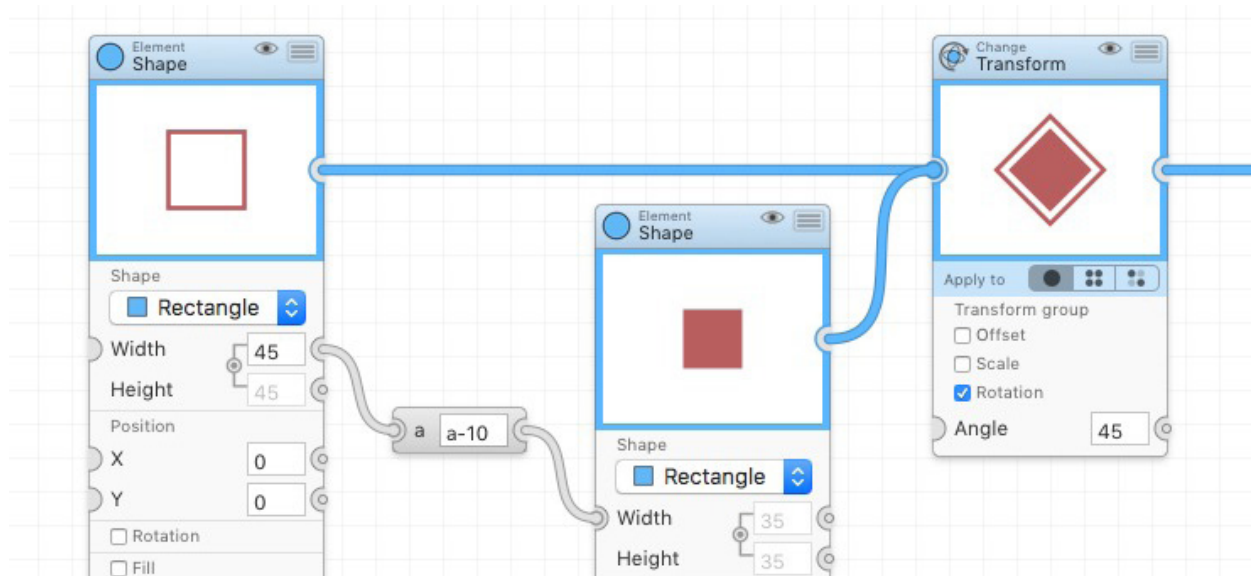 Element
Shape
Shape
Rectangle
Width 45
Height 45
Position
X 0
Y 0
Rotation
Fill
a a-10
Element
Shape
Shape
Rectangle
Width 35
Height 35
Change
Transform
Apply to
Transform group
Offset
Scale
Rotation
Angle 45